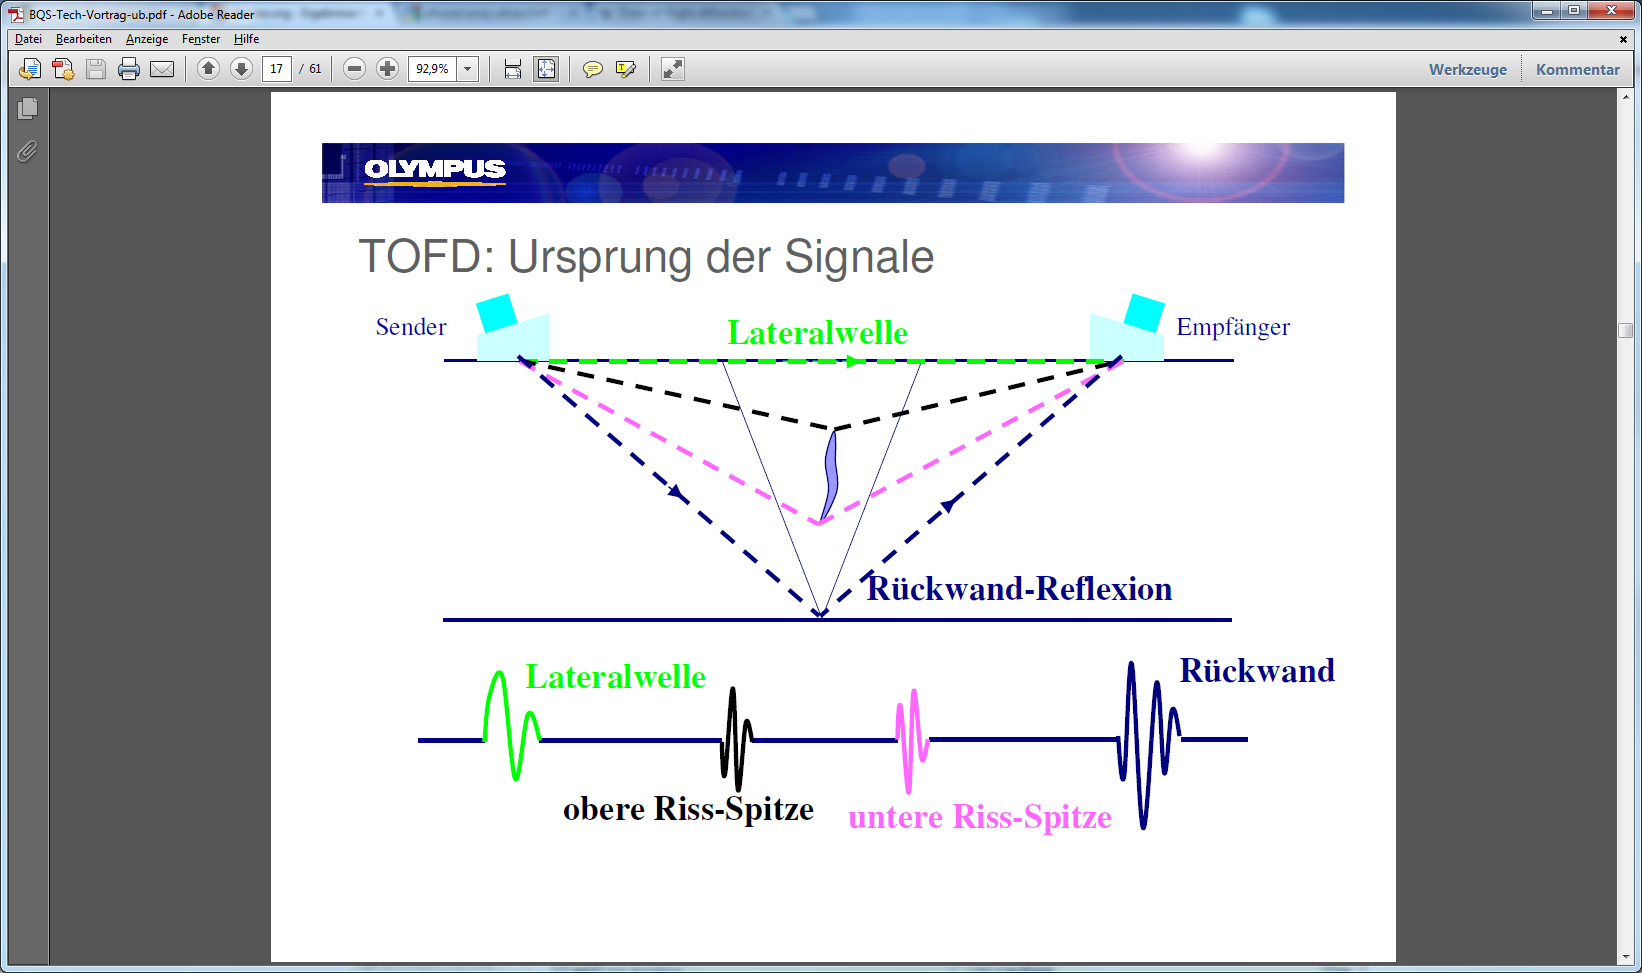 BQS-Tech-Vortrag-ub.pdf - Adobe Reader
Datei Bearbeiten Anzeige Fenster Hilfe
17 / 61 92,9% Werkzeuge Kommentar
OLYMPUS
TOFD: Ursprung der Signale
Sender Lateralwelle Empfänger
Rückwand-Reflexion
Lateralwelle Rückwand
obere Riss-Spitze untere Riss-Spitze